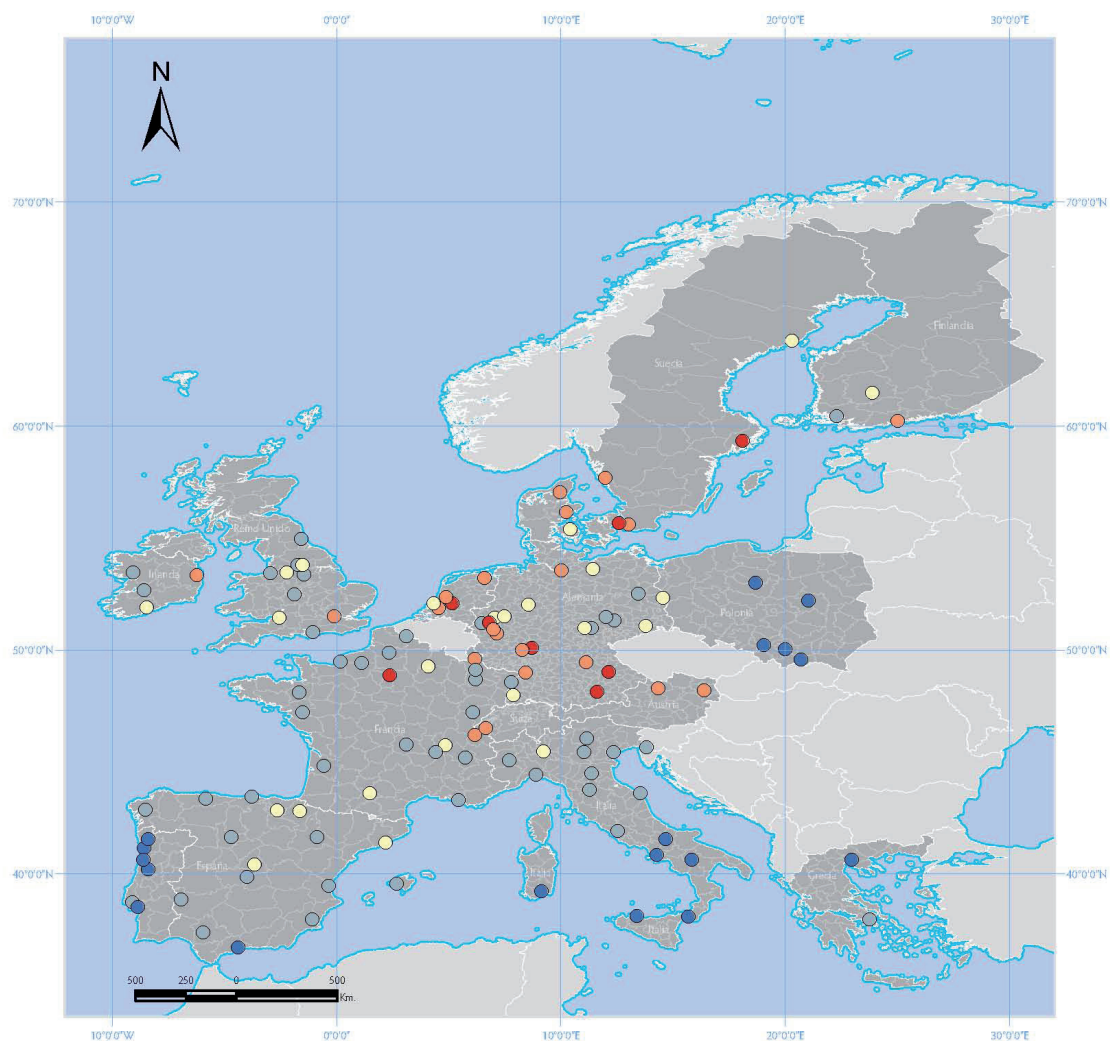 10°0'0"W 0°0'0" 10°0'0"E 20°0'0"E 30°0'0"E
N
70°0'0"N 70°0'0"N
Finlandia
Suecia
60°0'0"N 60°0'0"N
Reino Unido
Irlanda
Alemania
Polonia
50°0'0"N 50°0'0"N
Austria
Francia
Suiza
Italia
España
40°0'0"N 40°0'0"N
Italia
Grecia
Italia
500 250 0 500
Km.
10°0'0"W 0°0'0" 10°0'0"E 20°0'0"E 30°0'0"E